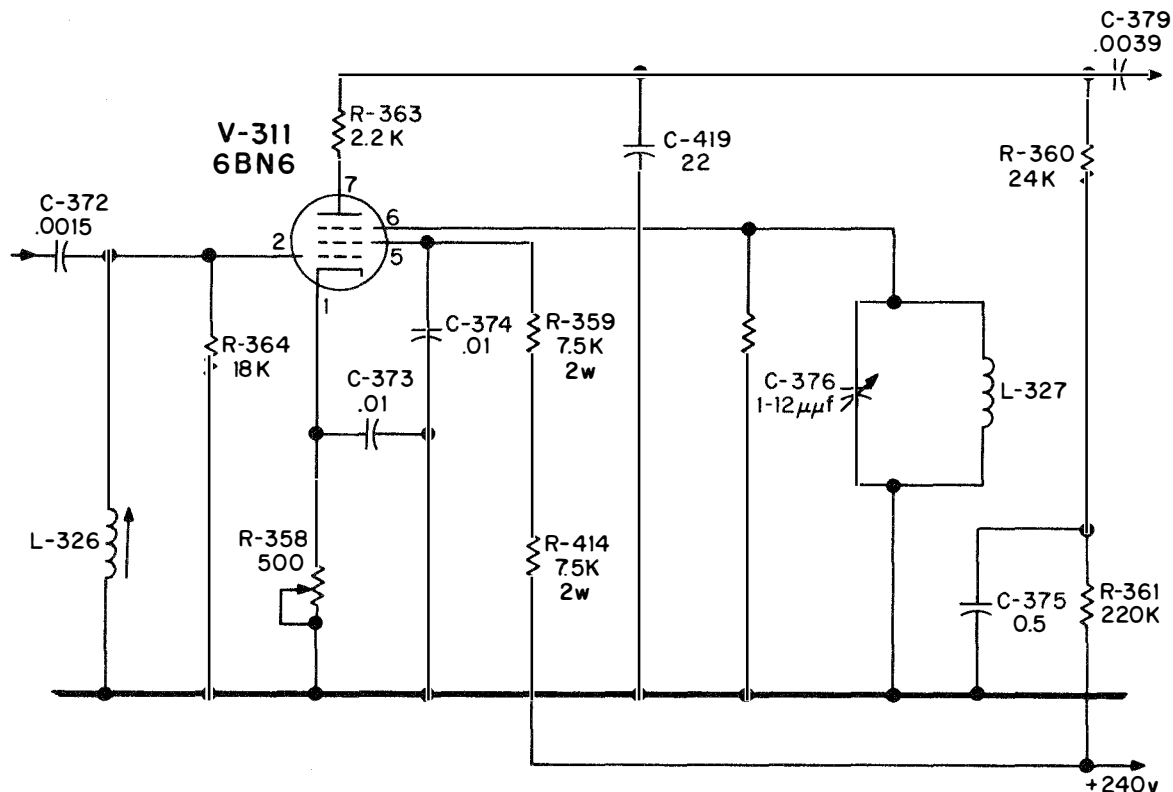 C-379
.0039
R-363
2.2 K
V-311
6BN6
C-419
22
R-360
24K
C-372
.0015
7
6
2
5
1
R-364
18K
C-374
.01
R-359
7.5K
2w
C-373
.01
C-376
1-12μμf
L-327
L-326
R-358
500
R-414
7.5K
2w
C-375
0.5
R-361
220K
+240v